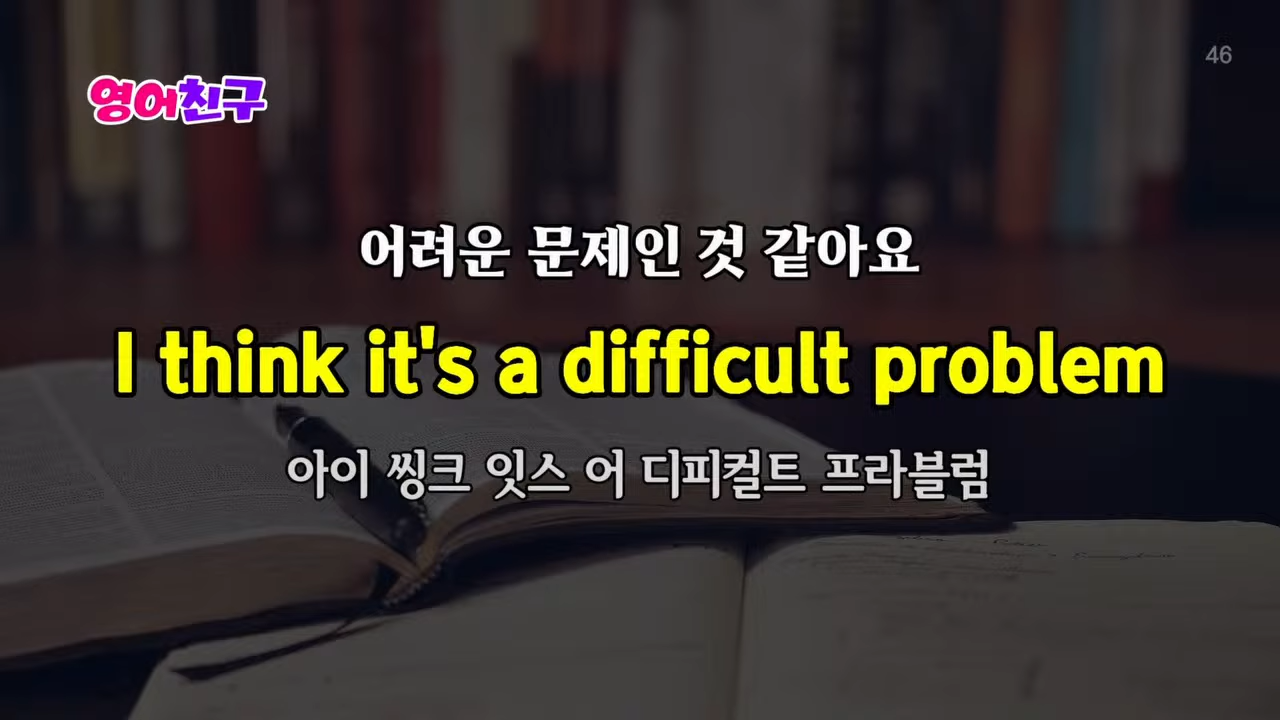 46
영어친구
어려운 문제인 것 같아요
I think it's a difficult problem
아이 씽크 잇스 어 디피컬트 프라블럼